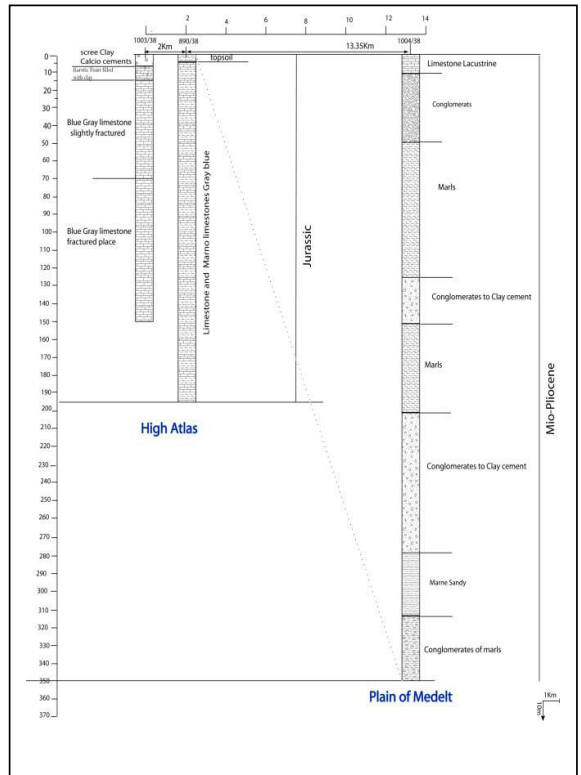 2 4 6 8 10 12 14
1003/38 890/38 1004/38
2Km 13.35Km
scree Clay
Calcio cements
topsoil
Limestone Lacustrine
Conglomerats
Blue Gray limestone
slightly fractured
Marls
Blue Gray limestone
fractured place
Limestone and Marno limestones Gray blue
Jurassic
Conglomerates to Clay cement
Marls
High Atlas
Mio-Pliocene
Conglomerates to Clay cement
Marne Sandy
Conglomerates of marls
Plain of Medelt
1Km
10m
0
10
20
30
40
50
60
70
80
90
100
110
120
130
140
150
160
170
180
190
200
210
220
230
240
250
260
270
280
290
300
310
320
330
340
350
360
370